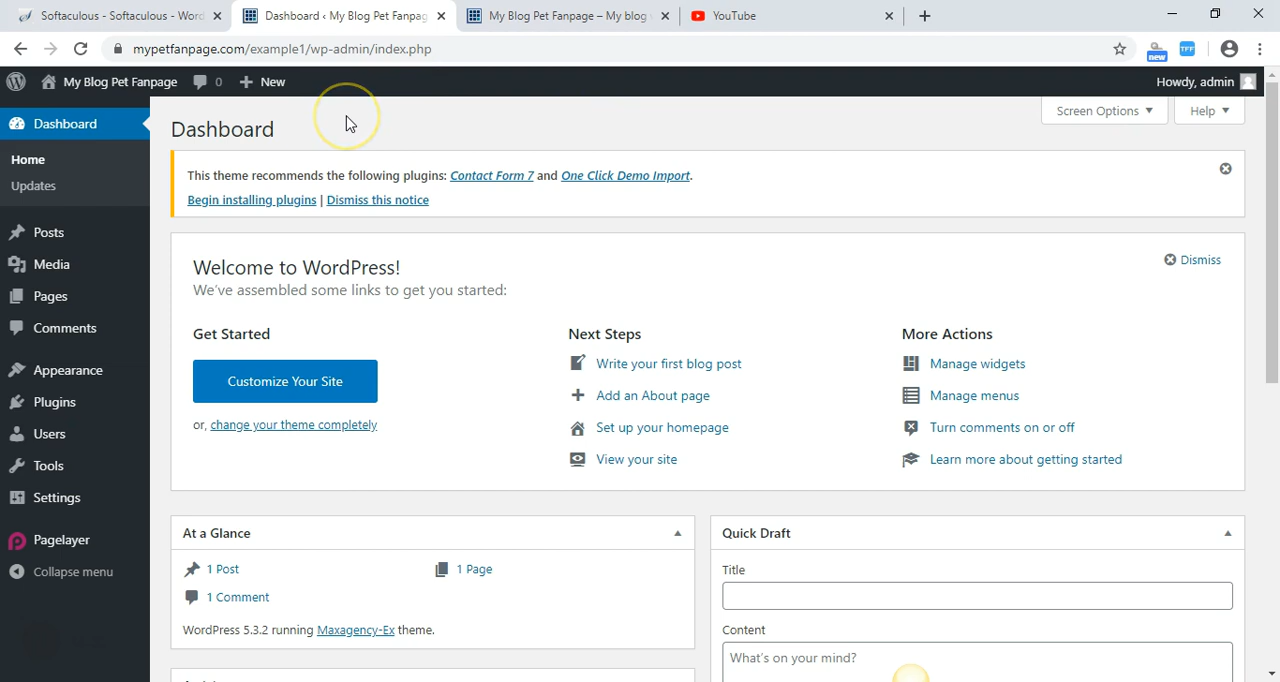 Softaculous - Softaculous - Word
Dashboard ‹ My Blog Pet Fanpag
My Blog Pet Fanpage – My blog s
YouTube
mypetfanpage.com/example1/wp-admin/index.php
new
TFF
My Blog Pet Fanpage
0
New
Howdy, admin
Dashboard
Home
Updates
Posts
Media
Pages
Comments
Appearance
Plugins
Users
Tools
Settings
Pagelayer
Collapse menu
Dashboard
Screen Options
Help
This theme recommends the following plugins: Contact Form 7 and One Click Demo Import.
Begin installing plugins | Dismiss this notice
Welcome to WordPress!
Dismiss
We've assembled some links to get you started:
Get Started
Customize Your Site
or, change your theme completely
Next Steps
Write your first blog post
Add an About page
Set up your homepage
View your site
More Actions
Manage widgets
Manage menus
Turn comments on or off
Learn more about getting started
At a Glance
1 Post
1 Page
1 Comment
WordPress 5.3.2 running Maxagency-Ex theme.
Quick Draft
Title
Content
What's on your mind?